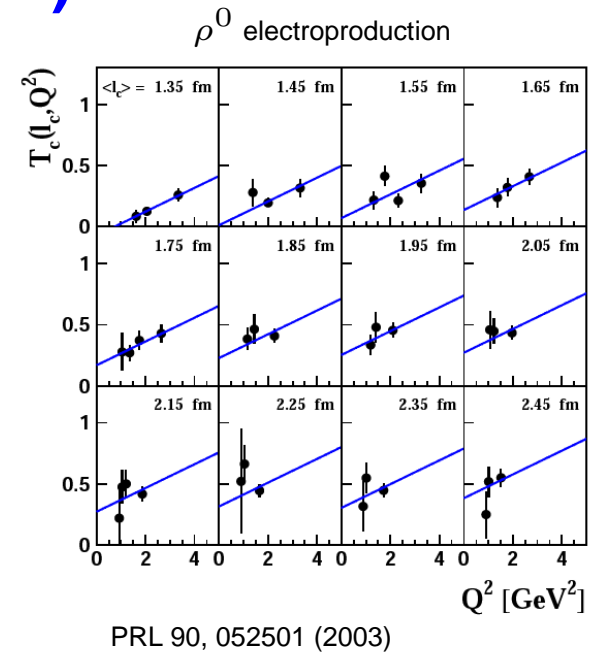 ρ⁰ electroproduction
T_c(l_c,Q²)
<l_c> = 1.35 fm 1.45 fm 1.55 fm 1.65 fm
1
0.5
0
1.75 fm 1.85 fm 1.95 fm 2.05 fm
1
0.5
0
2.15 fm 2.25 fm 2.35 fm 2.45 fm
1
0.5
0
0 2 4 0 2 4 0 2 4 0 2 4
Q² [GeV²]
PRL 90, 052501 (2003)